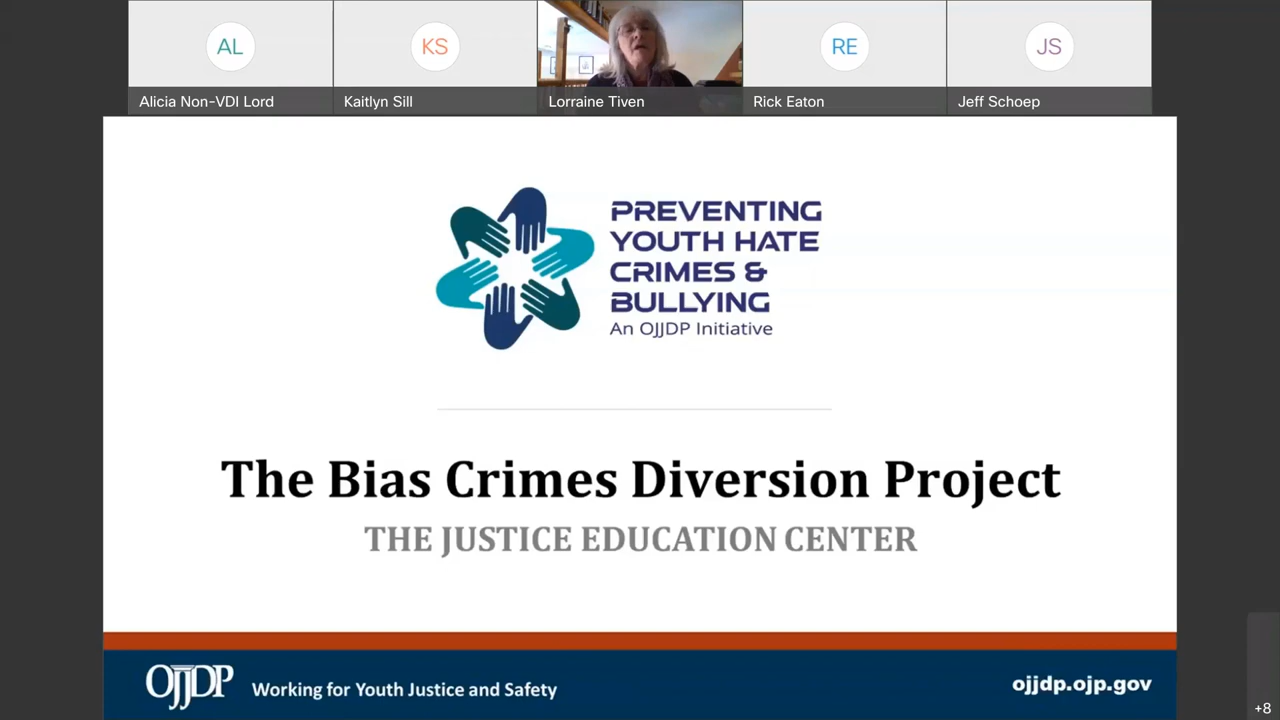 AL
KS
RE
JS
Alicia Non-VDI Lord
Kaitlyn Sill
Lorraine Tiven
Rick Eaton
Jeff Schoep
PREVENTING
YOUTH HATE
CRIMES &
BULLYING
An OJJDP Initiative
The Bias Crimes Diversion Project
THE JUSTICE EDUCATION CENTER
OJJDP
Working for Youth Justice and Safety
ojjdp.ojp.gov
+8